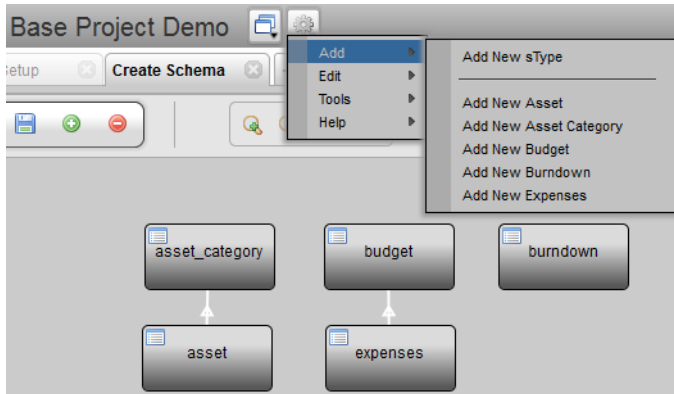 Base Project Demo
Create Schema
Add
Edit
Tools
Help
Add New sType
Add New Asset
Add New Asset Category
Add New Budget
Add New Burndown
Add New Expenses
asset_category
budget
burndown
asset
expenses